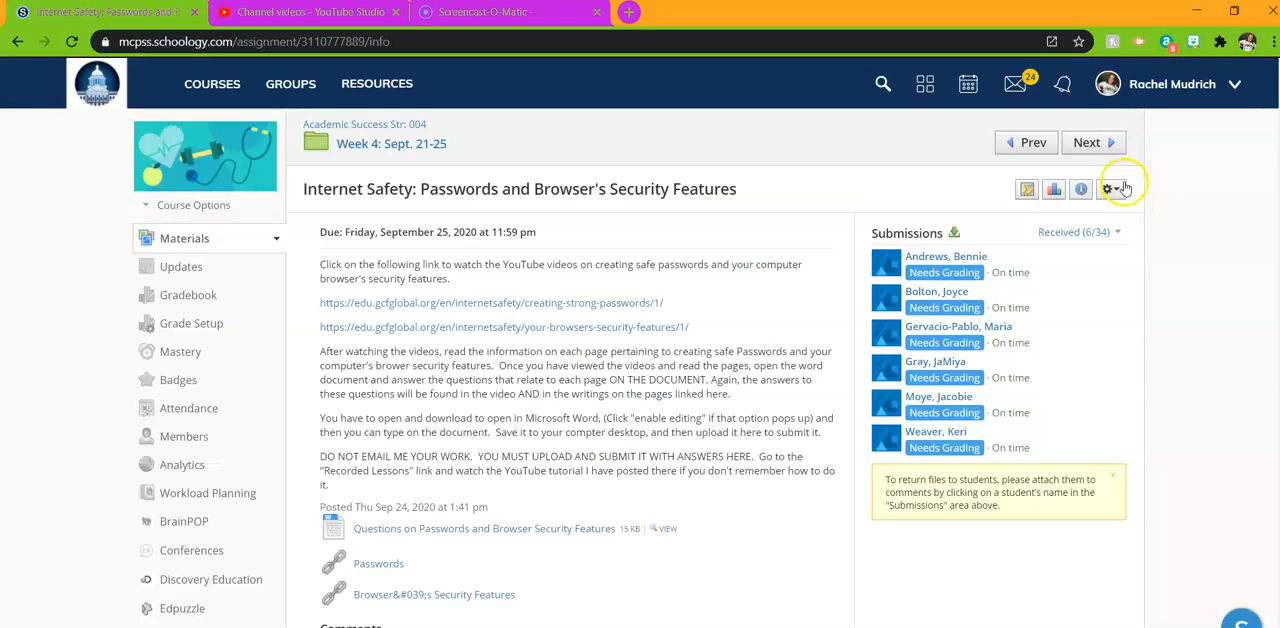 Internet Safety: Passwords and B
Channel videos - YouTube Studio
Screencast-O-Matic -
mcpss.schoology.com/assignment/3110777889/info
8
COURSES GROUPS RESOURCES
24
Rachel Mudrich
Academic Success Str: 004
Week 4: Sept. 21-25
Prev
Next
Course Options
Internet Safety: Passwords and Browser's Security Features
Materials
Updates
Gradebook
Grade Setup
Mastery
Badges
Attendance
Members
Analytics
Workload Planning
BrainPOP
Conferences
Discovery Education
Edpuzzle
Due: Friday, September 25, 2020 at 11:59 pm
Click on the following link to watch the YouTube videos on creating safe passwords and your computer
browser's security features.
https://edu.gcfglobal.org/en/internetsafety/creating-strong-passwords/1/
https://edu.gcfglobal.org/en/internetsafety/your-browsers-security-features/1/
After watching the videos, read the information on each page pertaining to creating safe Passwords and your
computer's brower security features. Once you have viewed the videos and read the pages, open the word
document and answer the questions that relate to each page ON THE DOCUMENT. Again, the answers to
these questions will be found in the video AND in the writings on the pages linked here.
You have to open and download to open in Microsoft Word, (Click "enable editing" if that option pops up) and
then you can type on the document. Save it to your compter desktop, and then upload it here to submit it.
DO NOT EMAIL ME YOUR WORK. YOU MUST UPLOAD AND SUBMIT IT WITH ANSWERS HERE. Go to the
"Recorded Lessons" link and watch the YouTube tutorial I have posted there if you don't remember how to do
it.
Posted Thu Sep 24, 2020 at 1:41 pm
Questions on Passwords and Browser Security Features 15 KB VIEW
Passwords
Browser&#039;s Security Features
Comments
Submissions
Received (6/34)
Andrews, Bennie
Needs Grading · On time
Bolton, Joyce
Needs Grading · On time
Gervacio-Pablo, Maria
Needs Grading · On time
Gray, JaMiya
Needs Grading · On time
Moye, Jacobie
Needs Grading · On time
Weaver, Keri
Needs Grading · On time
To return files to students, please attach them to
comments by clicking on a student's name in the
"Submissions" area above.